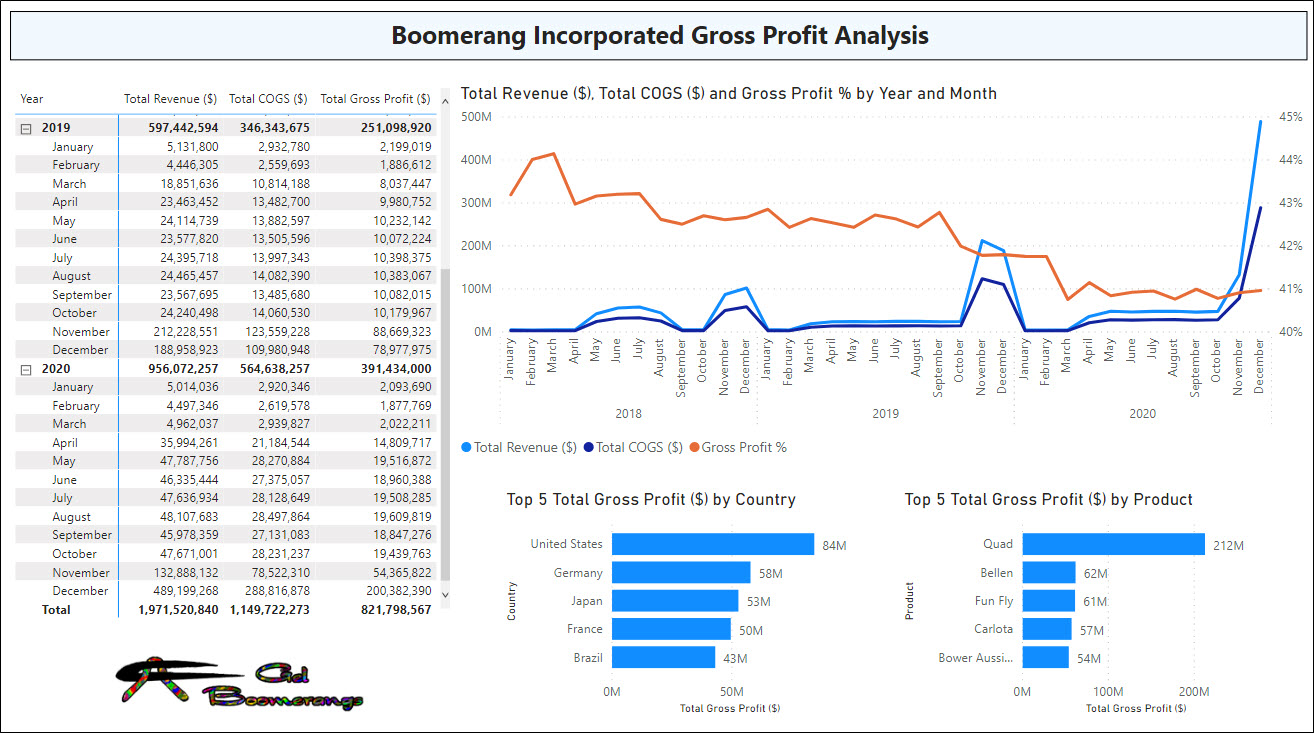 Boomerang Incorporated Gross Profit Analysis
Year Total Revenue ($) Total COGS ($) Total Gross Profit ($)
2019 597,442,594 346,343,675 251,098,920
January 5,131,800 2,932,780 2,199,019
February 4,446,305 2,559,693 1,886,612
March 18,851,636 10,814,188 8,037,447
April 23,463,452 13,482,700 9,980,752
May 24,114,739 13,882,597 10,232,142
June 23,577,820 13,505,596 10,072,224
July 24,395,718 13,997,343 10,398,375
August 24,465,457 14,082,390 10,383,067
September 23,567,695 13,485,680 10,082,015
October 24,240,498 14,060,530 10,179,967
November 212,228,551 123,559,228 88,669,323
December 188,958,923 109,980,948 78,977,975
2020 956,072,257 564,638,257 391,434,000
January 5,014,036 2,920,346 2,093,690
February 4,497,346 2,619,578 1,877,769
March 4,962,037 2,939,827 2,022,211
April 35,994,261 21,184,544 14,809,717
May 47,787,756 28,270,884 19,516,872
June 46,335,444 27,375,057 18,960,388
July 47,636,934 28,128,649 19,508,285
August 48,107,683 28,497,864 19,609,819
September 45,978,359 27,131,083 18,847,276
October 47,671,001 28,231,237 19,439,763
November 132,888,132 78,522,310 54,365,822
December 489,199,268 288,816,878 200,382,390
Total 1,971,520,840 1,149,722,273 821,798,567
Cid
Boomerangs
Total Revenue ($), Total COGS ($) and Gross Profit % by Year and Month
500M 45%
400M 44%
300M 43%
200M 42%
100M 41%
0M 40%
January February March April May June July August September October November December January February March April May June July August September October November December January February March April May June July August September October November December
2018 2019 2020
Total Revenue ($) Total COGS ($) Gross Profit %
Top 5 Total Gross Profit ($) by Country
Country
United States 84M
Germany 58M
Japan 53M
France 50M
Brazil 43M
0M 50M
Total Gross Profit ($)
Top 5 Total Gross Profit ($) by Product
Product
Quad 212M
Bellen 62M
Fun Fly 61M
Carlota 57M
Bower Aussi... 54M
0M 100M 200M
Total Gross Profit ($)